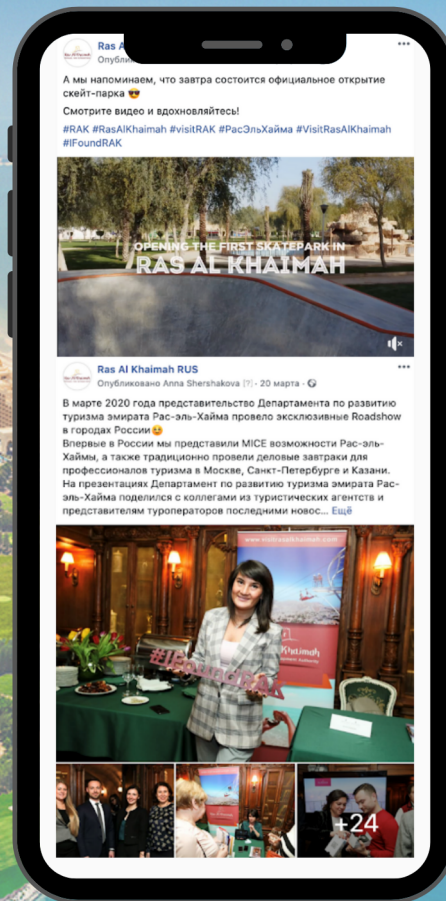 Ras A
Опублик
А мы напоминаем, что завтра состоится официальное открытие
скейт-парка 😎
Смотрите видео и вдохновляйтесь!
#RAK #RasAlKhaimah #visitRAK #РасЭльХайма #VisitRasAlKhaimah
#IFoundRAK
OPENING THE FIRST SKATEPARK IN
RAS AL KHAIMAH
Ras Al Khaimah RUS
Опубликовано Anna Shershakova [?] · 20 марта ·
В марте 2020 года представительство Департамента по развитию
туризма эмирата Рас-эль-Хайма провело эксклюзивные Roadshow
в городах России😊
Впервые в России мы представили MICE возможности Рас-эль-
Хаймы, а также традиционно провели деловые завтраки для
профессионалов туризма в Москве, Санкт-Петербурге и Казани.
На презентациях Департамент по развитию туризма эмирата Рас-
эль-Хайма поделился с коллегами из туристических агентств и
представителям туроператоров последними новос... Ещё
www.visitrasalkhaimah.com
Khaimah
#IFoundRAK
+24